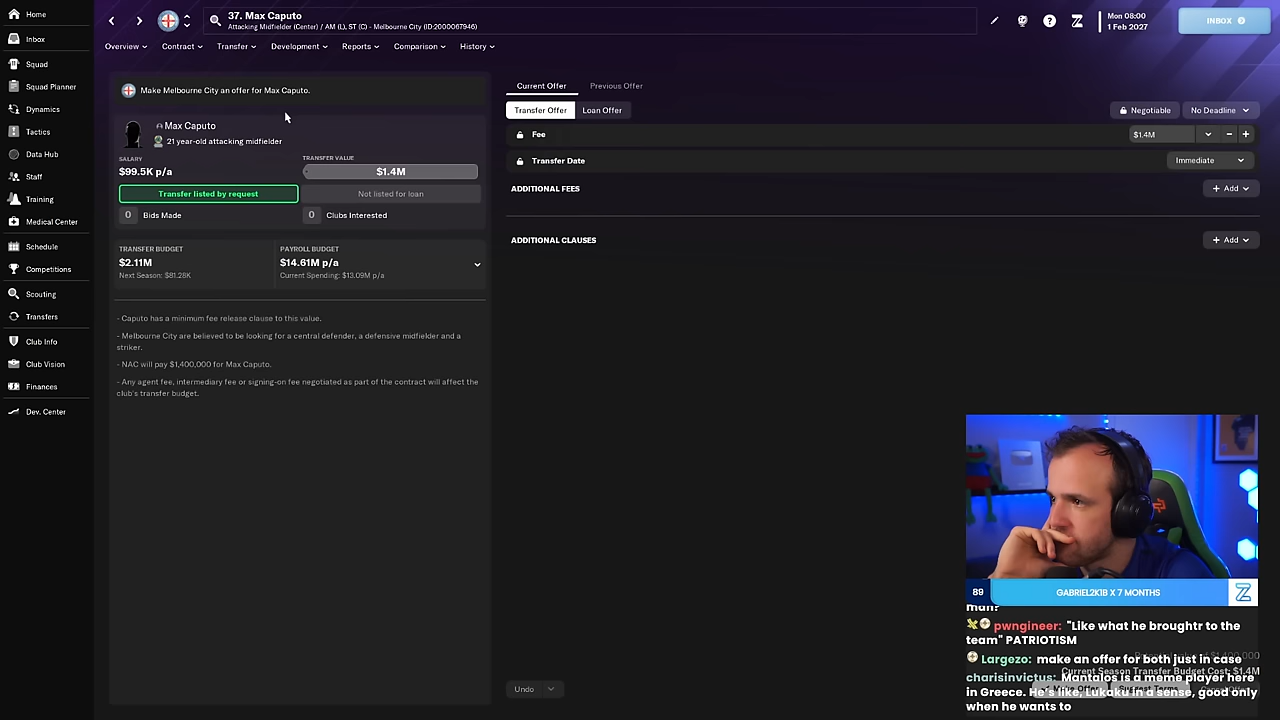 Home
Inbox
Squad
Squad Planner
Dynamics
Tactics
Data Hub
Staff
Training
Medical Center
Schedule
Competitions
Scouting
Transfers
Club Info
Club Vision
Finances
Dev. Center
37. Max Caputo
Attacking Midfielder (Center) / AM (L), ST (C) - Melbourne City (ID:2000067946)
Mon 08:00
1 Feb 2027
INBOX
Overview
Contract
Transfer
Development
Reports
Comparison
History
Make Melbourne City an offer for Max Caputo.
Max Caputo
21 year-old attacking midfielder
SALARY
$99.5K p/a
TRANSFER VALUE
$1.4M
Transfer listed by request
Not listed for loan
0 Bids Made
0 Clubs Interested
TRANSFER BUDGET
$2.11M
Next Season: $81.28K
PAYROLL BUDGET
$14.61M p/a
Current Spending: $13.09M p/a
- Caputo has a minimum fee release clause to this value.
- Melbourne City are believed to be looking for a central defender, a defensive midfielder and a
striker.
- NAC will pay $1,400,000 for Max Caputo.
- Any agent fee, intermediary fee or signing-on fee negotiated as part of the contract will affect the
club's transfer budget.
Current Offer
Previous Offer
Transfer Offer
Loan Offer
Negotiable
No Deadline
Fee
$1.4M
Transfer Date
Immediate
ADDITIONAL FEES
+ Add
ADDITIONAL CLAUSES
+ Add
Undo
89
GABRIEL2K1B X 7 MONTHS
man?
pwngineer: "Like what he broughtr to the
team" PATRIOTISM
Largezo: make an offer for both just in case
Current Season Transfer Budget Cost: $1.4M
charisinvictus: Mantalos is a meme player here
in Greece. He's like, Lukaku in a sense, good only
when he wants to